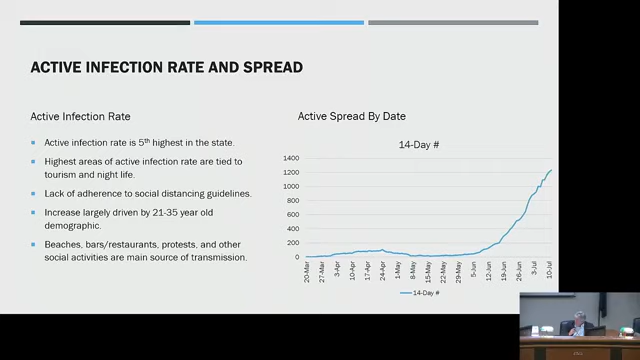 ACTIVE INFECTION RATE AND SPREAD
Active Infection Rate
Active infection rate is 5th highest in the state.
Highest areas of active infection rate are tied to
tourism and night life.
Lack of adherence to social distancing guidelines.
Increase largely driven by 21-35 year old
demographic.
Beaches, bars/restaurants, protests, and other
social activities are main source of transmission.
Active Spread By Date
14-Day #
1400
1200
1000
800
600
400
200
0
20-Mar
27-Mar
3-Apr
10-Apr
17-Apr
24-Apr
1-May
8-May
15-May
22-May
29-May
5-Jun
12-Jun
19-Jun
26-Jun
3-Jul
10-Jul
14-Day #